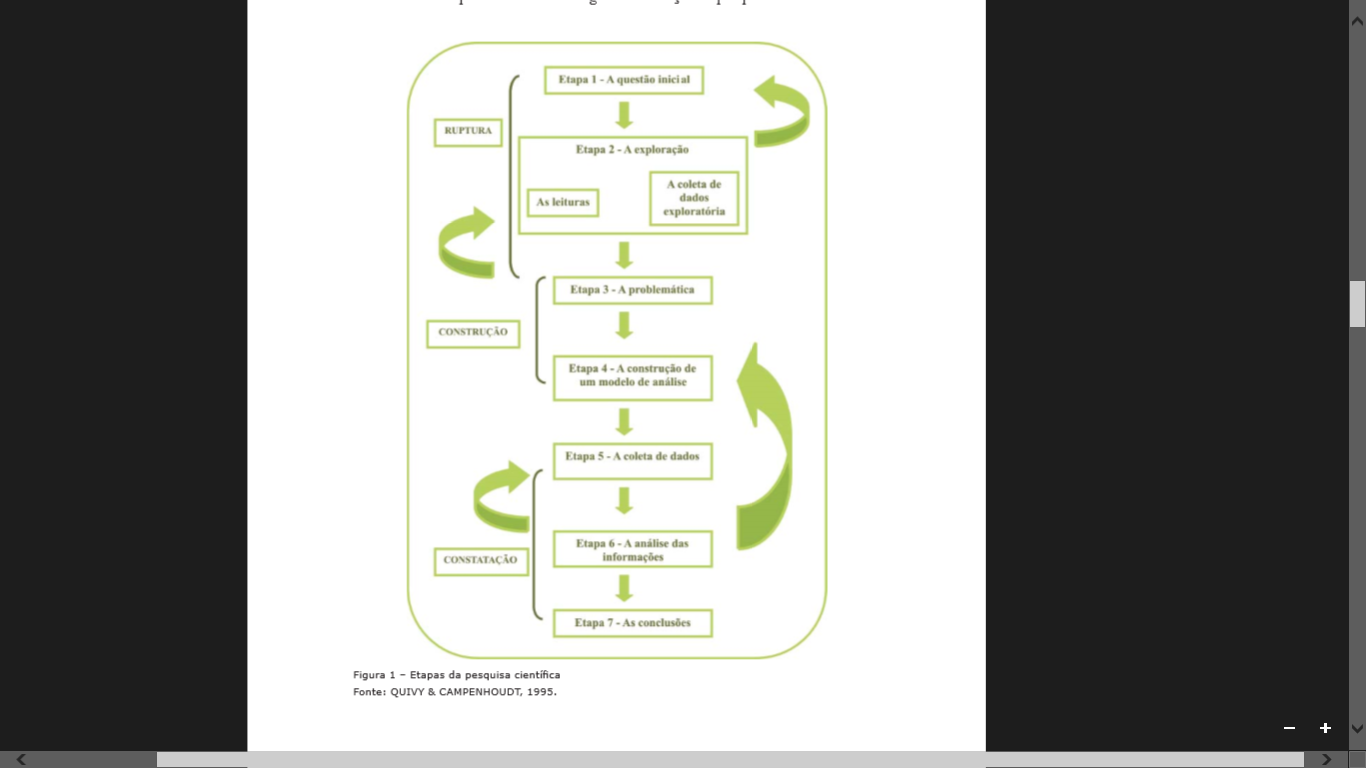 Etapa 1 - A questão inicial
RUPTURA
Etapa 2 - A exploração
As leituras
A coleta de
dados
exploratória
Etapa 3 - A problemática
CONSTRUÇÃO
Etapa 4 - A construção de
um modelo de análise
Etapa 5 - A coleta de dados
Etapa 6 - A análise das
informações
CONSTATAÇÃO
Etapa 7 - As conclusões
Figura 1 – Etapas da pesquisa científica
Fonte: QUIVY & CAMPENHOUDT, 1995.